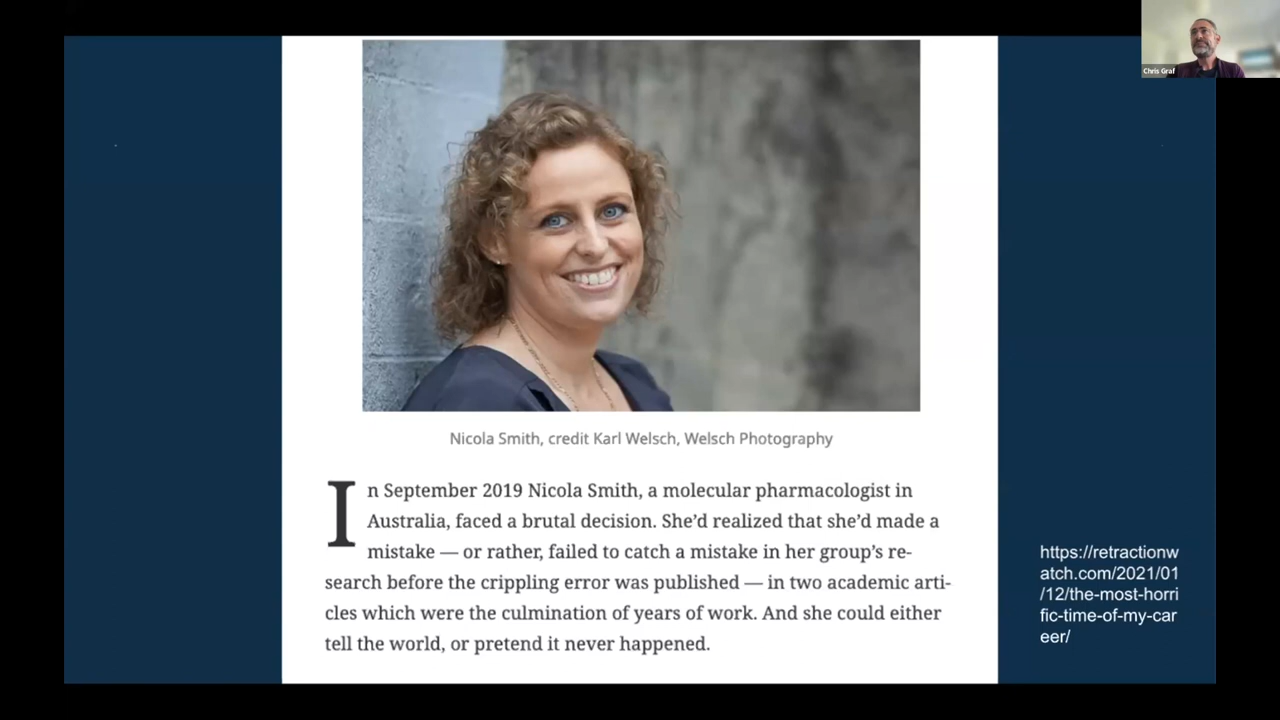 Chris Graf
Nicola Smith, credit Karl Welsch, Welsch Photography
In September 2019 Nicola Smith, a molecular pharmacologist in
Australia, faced a brutal decision. She’d realized that she’d made a
mistake — or rather, failed to catch a mistake in her group’s re-
search before the crippling error was published — in two academic arti-
cles which were the culmination of years of work. And she could either
tell the world, or pretend it never happened.
https://retractionw
atch.com/2021/01
/12/the-most-horri
fic-time-of-my-car
eer/